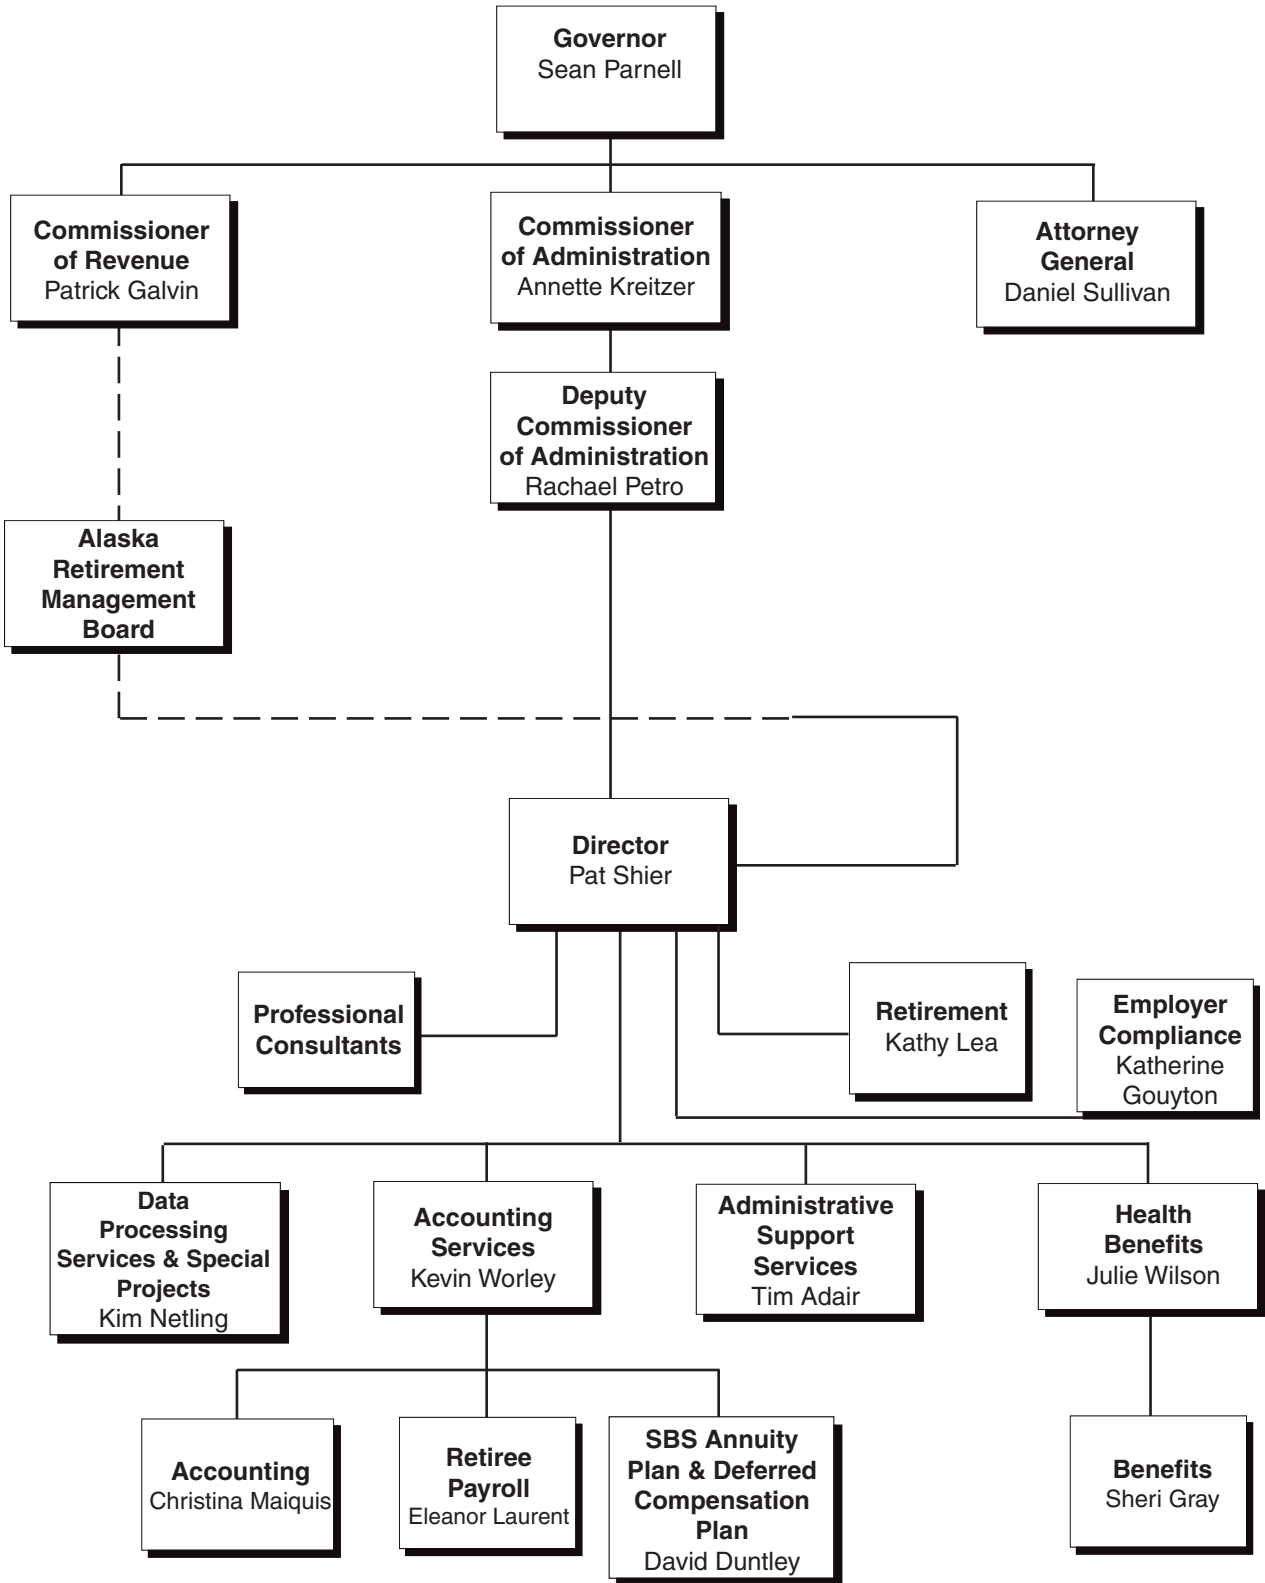 Governor
Sean Parnell
Commissioner
of Revenue
Patrick Galvin
Commissioner
of Administration
Annette Kreitzer
Attorney
General
Daniel Sullivan
Deputy
Commissioner
of Administration
Rachael Petro
Alaska
Retirement
Management
Board
Director
Pat Shier
Professional
Consultants
Retirement
Kathy Lea
Employer
Compliance
Katherine
Gouyton
Data
Processing
Services & Special
Projects
Kim Netling
Accounting
Services
Kevin Worley
Administrative
Support
Services
Tim Adair
Health
Benefits
Julie Wilson
Accounting
Christina Maiquis
Retiree
Payroll
Eleanor Laurent
SBS Annuity
Plan & Deferred
Compensation
Plan
David Duntley
Benefits
Sheri Gray